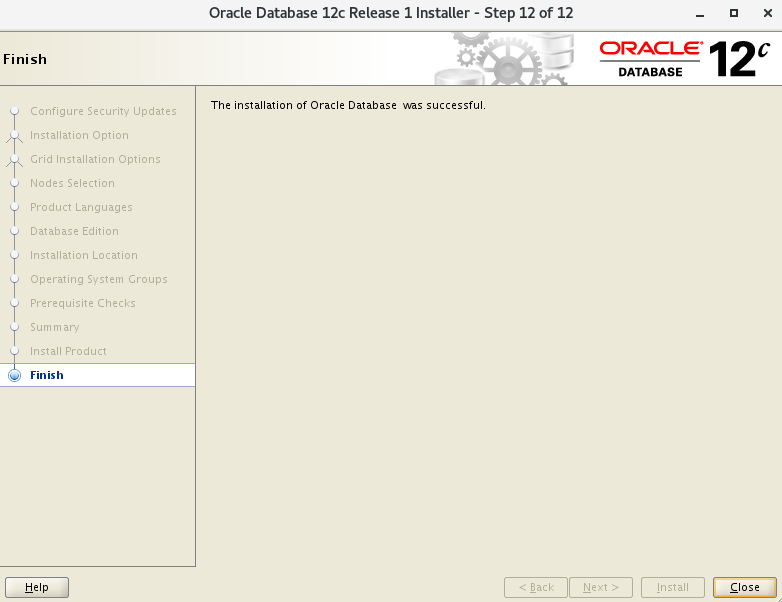 Oracle Database 12c Release 1 Installer - Step 12 of 12
Finish
ORACLE®
DATABASE
12c
Configure Security Updates
Installation Option
Grid Installation Options
Nodes Selection
Product Languages
Database Edition
Installation Location
Operating System Groups
Prerequisite Checks
Summary
Install Product
Finish
The installation of Oracle Database  was successful.
Help
< Back
Next >
Install
Close